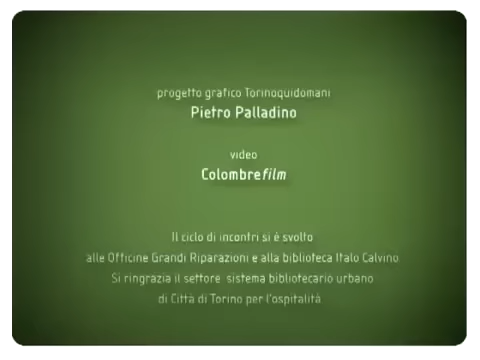 progetto grafico Torinoquidomani
Pietro Palladino
video
Colombrefilm
Il ciclo di incontri si è svolto
alle Officine Grandi Riparazioni e alla biblioteca Italo Calvino
Si ringrazia il settore sistema bibliotecario urbano
di Città di Torino per l'ospitalità